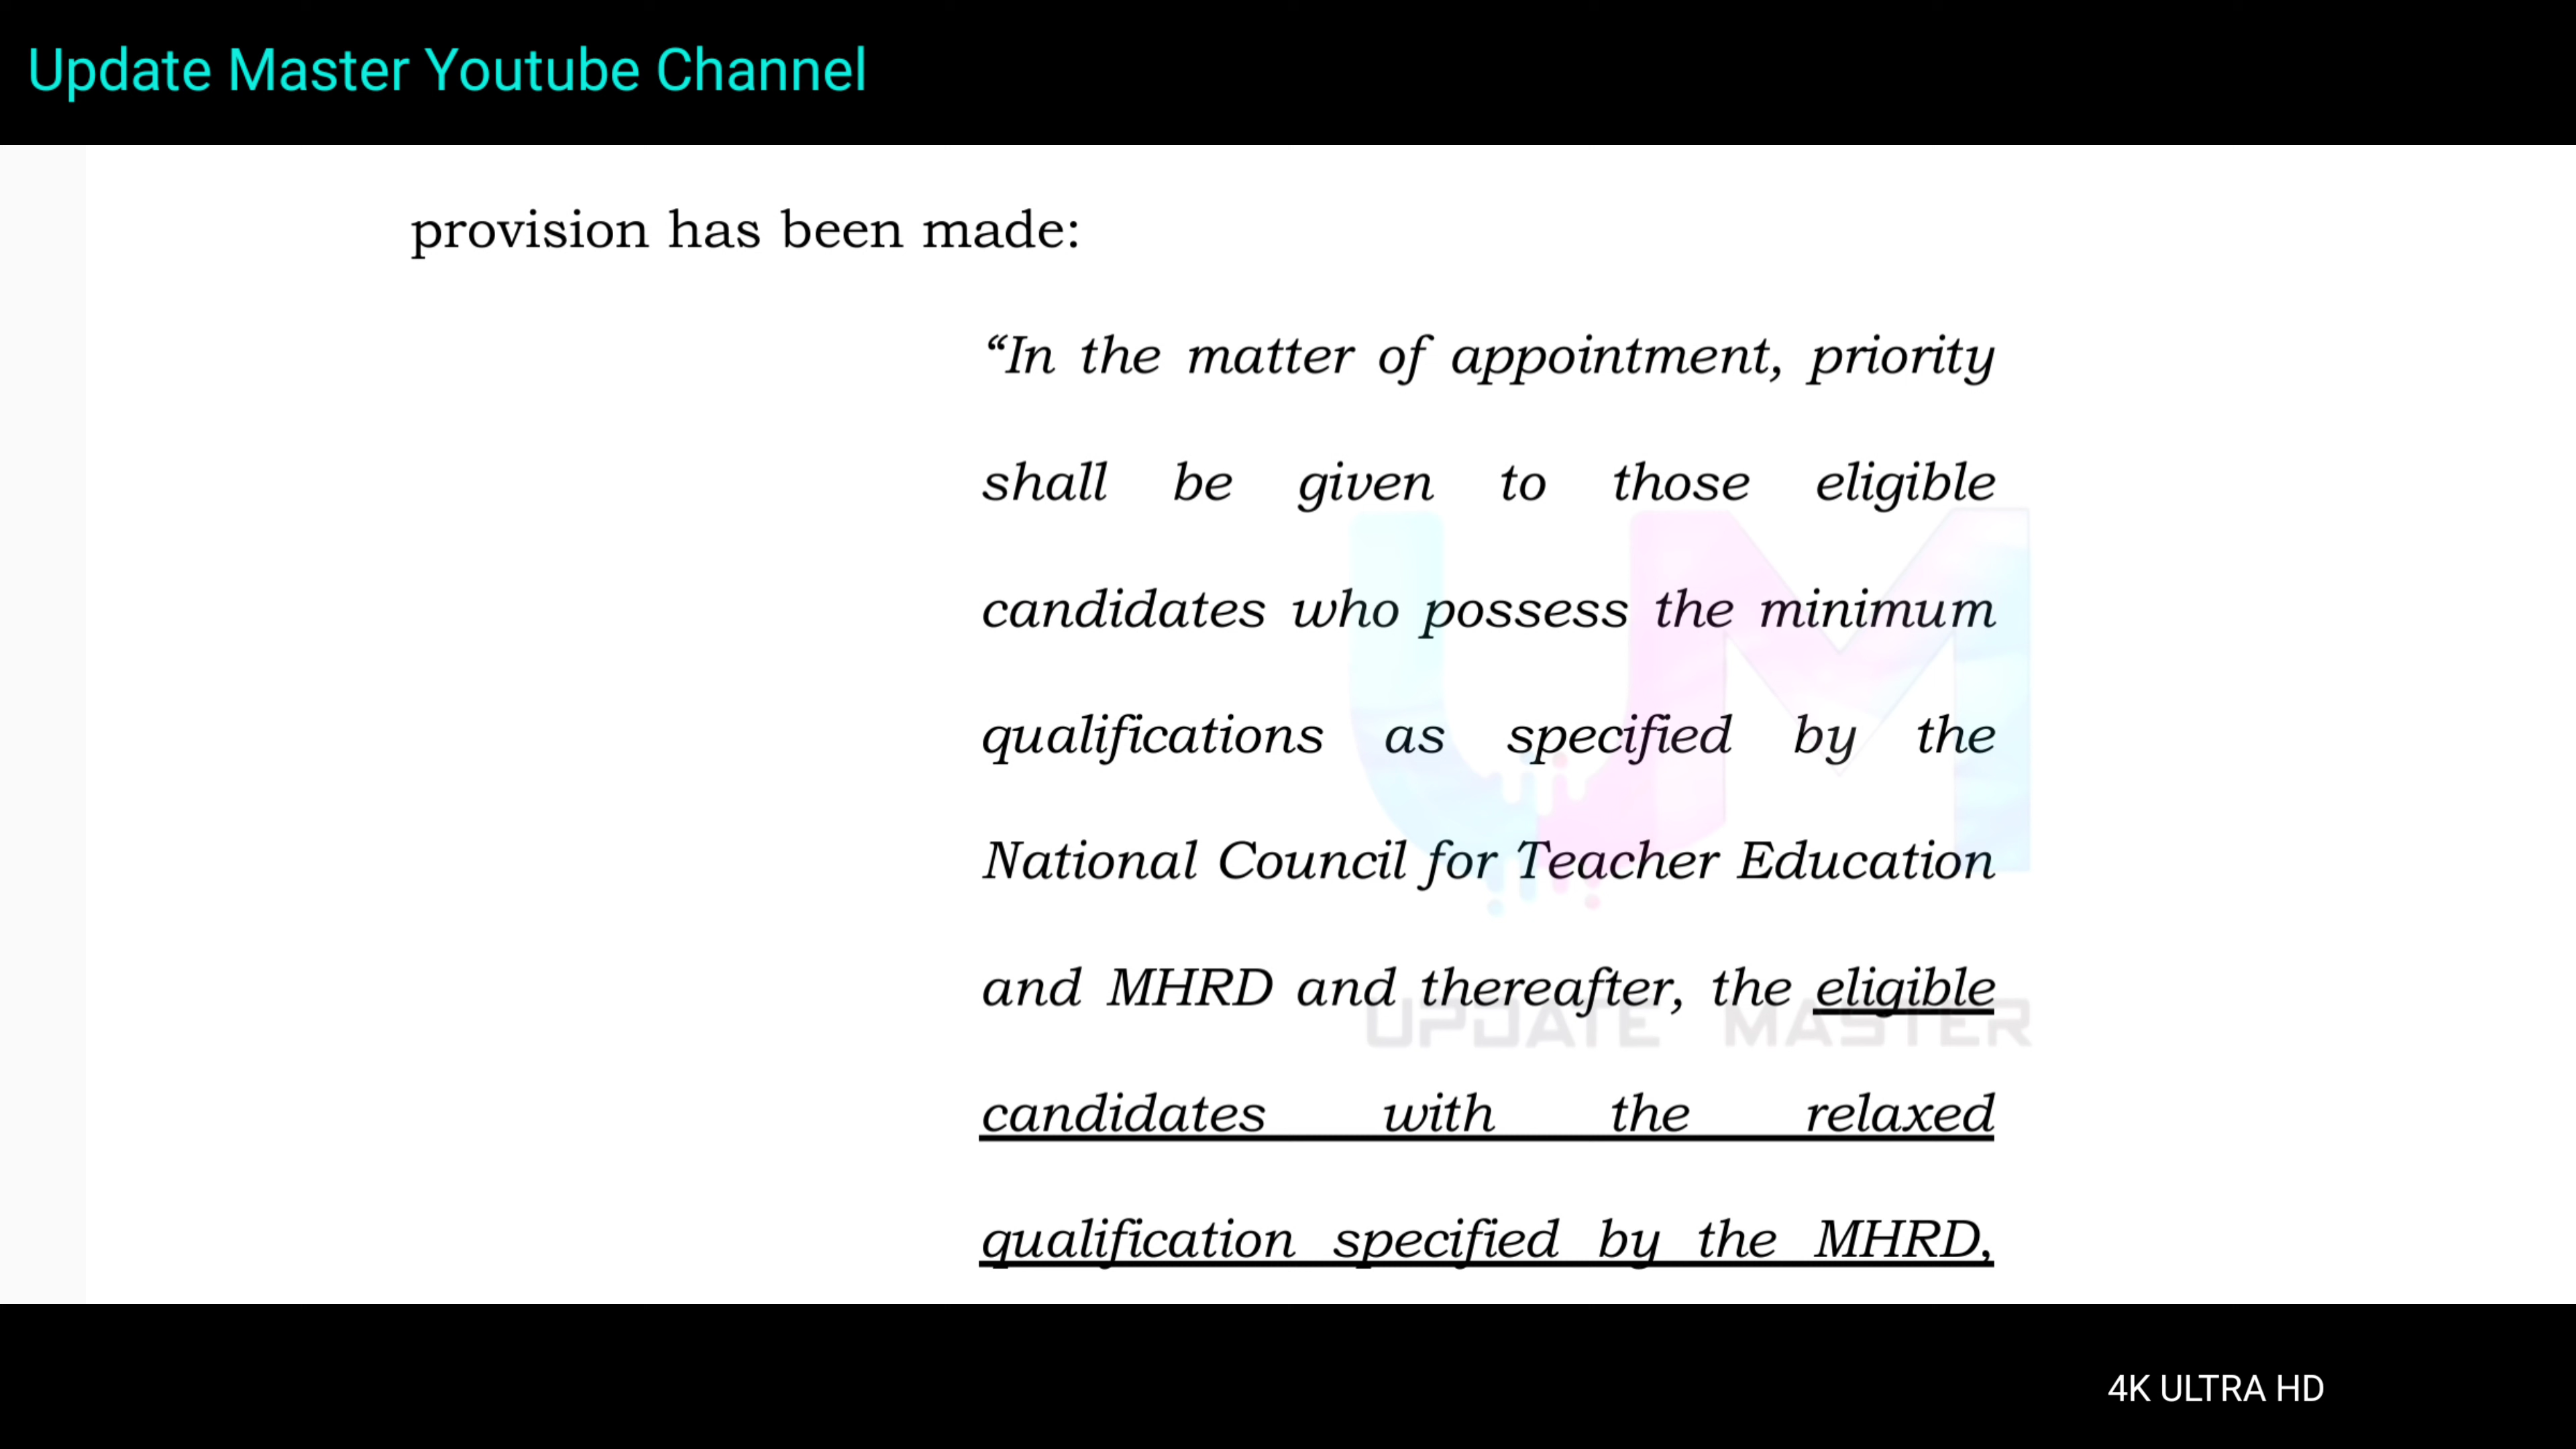 Update Master Youtube Channel
provision has been made:
“In the matter of appointment, priority
shall be given to those eligible
candidates who possess the minimum
qualifications as specified by the
National Council for Teacher Education
and MHRD and thereafter, the eligible
UPDATE MASTER
candidates with the relaxed
qualification specified by the MHRD,
4K ULTRA HD